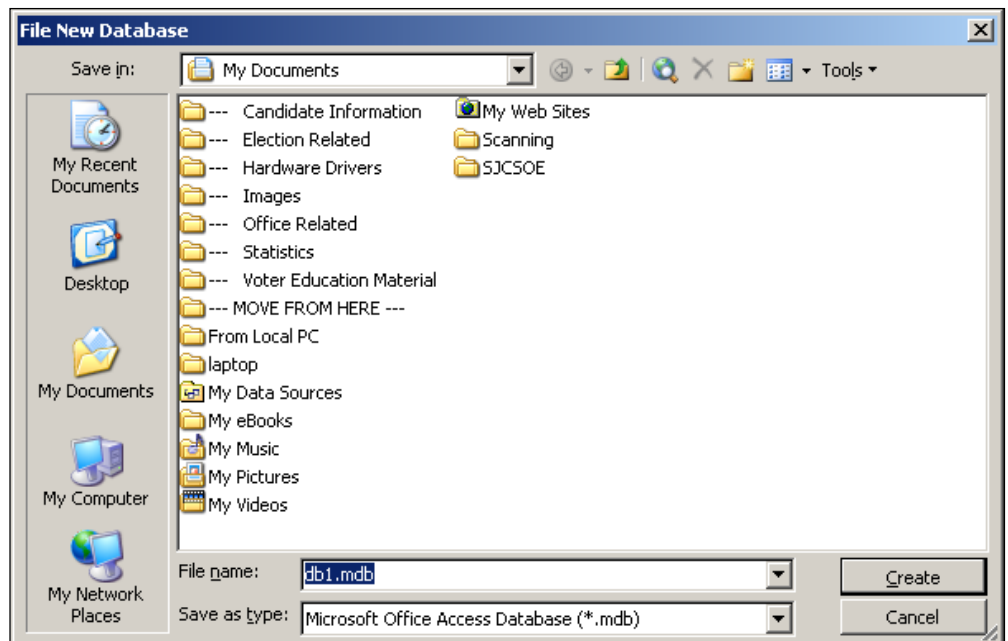 File New Database
Save in:
My Documents
Tools
My Recent
Documents
Desktop
My Documents
My Computer
My Network
Places
--- Candidate Information
--- Election Related
--- Hardware Drivers
--- Images
--- Office Related
--- Statistics
--- Voter Education Material
--- MOVE FROM HERE ---
From Local PC
laptop
My Data Sources
My eBooks
My Music
My Pictures
My Videos
My Web Sites
Scanning
SJCSOE
File name:
db1.mdb
Create
Save as type:
Microsoft Office Access Database (*.mdb)
Cancel